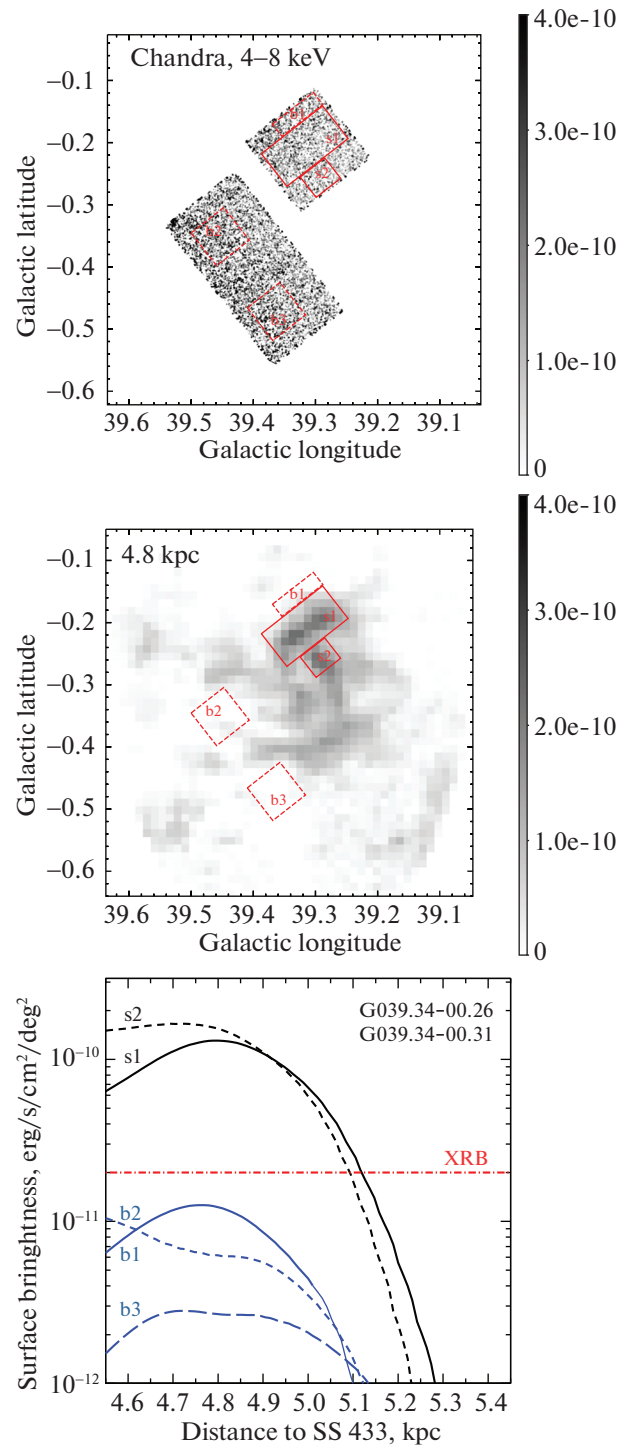 Chandra, 4–8 keV
4.0e-10
3.0e-10
2.0e-10
1.0e-10
0
–0.1
–0.2
–0.3
–0.4
–0.5
–0.6
Galactic latitude
b1
s1
s2
b2
b3
39.6 39.5 39.4 39.3 39.2 39.1
Galactic longitude
4.8 kpc
4.0e-10
3.0e-10
2.0e-10
1.0e-10
0
–0.1
–0.2
–0.3
–0.4
–0.5
–0.6
Galactic latitude
b1
s1
s2
b2
b3
39.6 39.5 39.4 39.3 39.2 39.1
Galactic longitude
Surface bringhtness, erg/s/cm²/deg²
10⁻¹⁰
10⁻¹¹
10⁻¹²
G039.34–00.26
G039.34–00.31
s2
s1
XRB
b2
b1
b3
4.6 4.7 4.8 4.9 5.0 5.1 5.2 5.3 5.4
Distance to SS 433, kpc